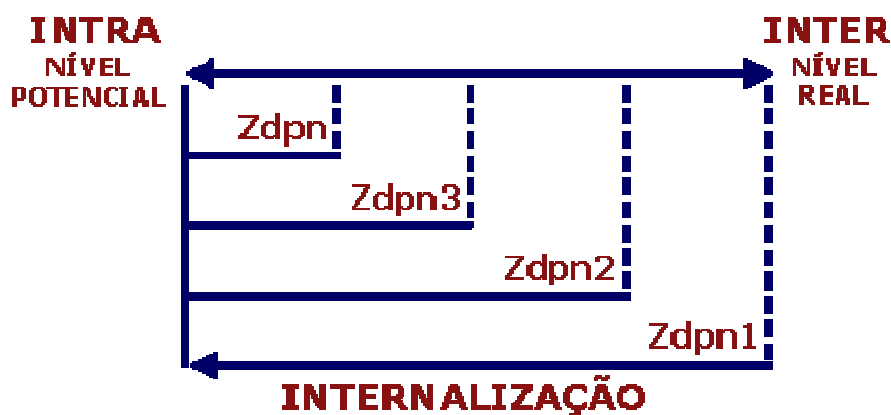 INTRA
NÍVEL
POTENCIAL
INTER
NÍVEL
REAL
Zdpn
Zdpn3
Zdpn2
Zdpn1
INTERNALIZAÇÃO